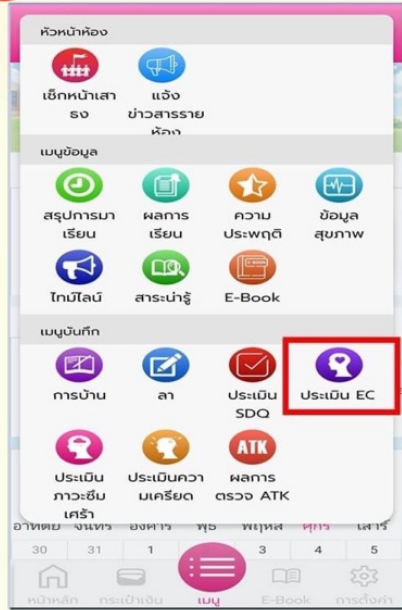 หัวหน้าห้อง
เช็กหน้าเสา
แจ้ง
ธง
ข่าวสารราย
ห้อง
เมนูข้อมูล
สรุปการมา
ผลการ
ความ
ข้อมูล
เรียน
เรียน
ประพฤติ
สุขภาพ
ไทม์ไลน์
สาระน่ารู้
E-Book
เมนูบันทึก
การบ้าน
ลา
ประเมิน
ประเมิน EC
SDQ
ATK
ประเมิน
ประเมินควา
ผลการ
ภาวะซึม
มเครียด
ตรวจ ATK
เศร้า
อาทิตย์ จันทร์ อังคาร พุธ พฤหัส ศุกร์ เสาร์
30 31 1 3 4 5
หน้าหลัก กระเป๋าเงิน เมนู E-Book การตั้งค่า